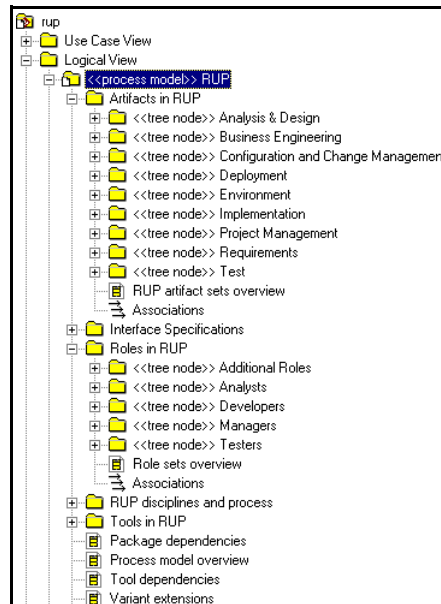 rup
Use Case View
Logical View
<<process model>> RUP
Artifacts in RUP
<<tree node>> Analysis & Design
<<tree node>> Business Engineering
<<tree node>> Configuration and Change Managemen
<<tree node>> Deployment
<<tree node>> Environment
<<tree node>> Implementation
<<tree node>> Project Management
<<tree node>> Requirements
<<tree node>> Test
RUP artifact sets overview
Associations
Interface Specifications
Roles in RUP
<<tree node>> Additional Roles
<<tree node>> Analysts
<<tree node>> Developers
<<tree node>> Managers
<<tree node>> Testers
Role sets overview
Associations
RUP disciplines and process
Tools in RUP
Package dependencies
Process model overview
Tool dependencies
Variant extensions